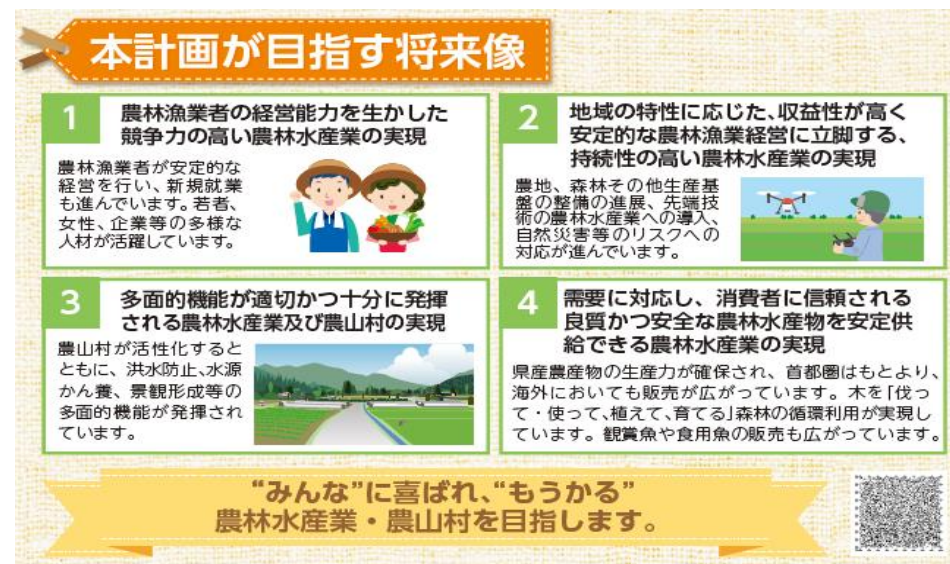 本計画が目指す将来像
1
農林漁業者の経営能力を生かした
競争力の高い農林水産業の実現
農林漁業者が安定的な
経営を行い、新規就業
も進んでいます。若者、
女性、企業等の多様な
人材が活躍しています。
2
地域の特性に応じた、収益性が高く
安定的な農林漁業経営に立脚する、
持続性の高い農林水産業の実現
農地、森林その他生産基
盤の整備の進展、先端技
術の農林水産業への導入、
自然災害等のリスクへの
対応が進んでいます。
3
多面的機能が適切かつ十分に発揮
される農林水産業及び農山村の実現
農山村が活性化すると
ともに、洪水防止、水源
かん養、景観形成等の
多面的機能が発揮され
ています。
4
需要に対応し、消費者に信頼される
良質かつ安全な農林水産物を安定供
給できる農林水産業の実現
県産農産物の生産力が確保され、首都圏はもとより、
海外においても販売が広がっています。木を「伐っ
て・使って、植えて、育てる」森林の循環利用が実現し
ています。観賞魚や食用魚の販売も広がっています。
“みんな”に喜ばれ、“もうかる”
農林水産業・農山村を目指します。